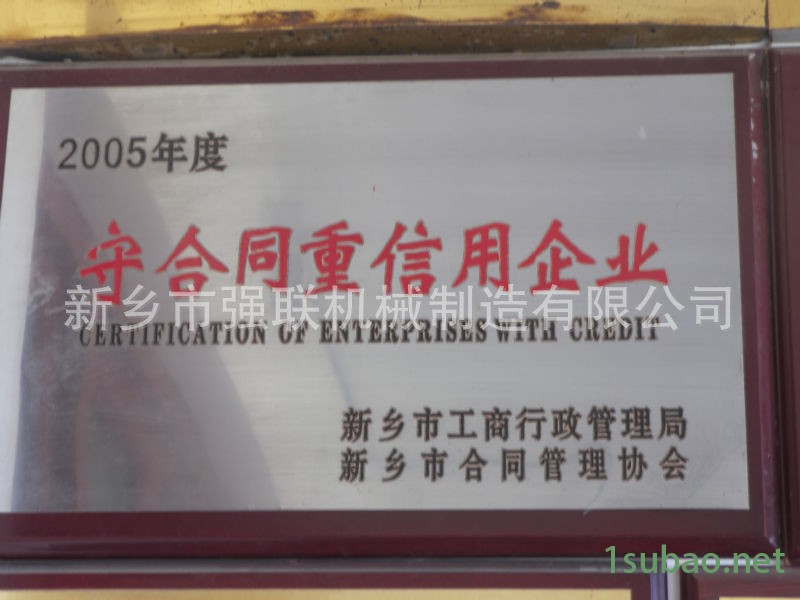 2005年度
守合同重信用企业
新乡市强联机械制造有限公司
CERTIFICATION OF ENTERPRISES WITH CREDIT
新乡市工商行政管理局
新乡市合同管理协会
1subao.net